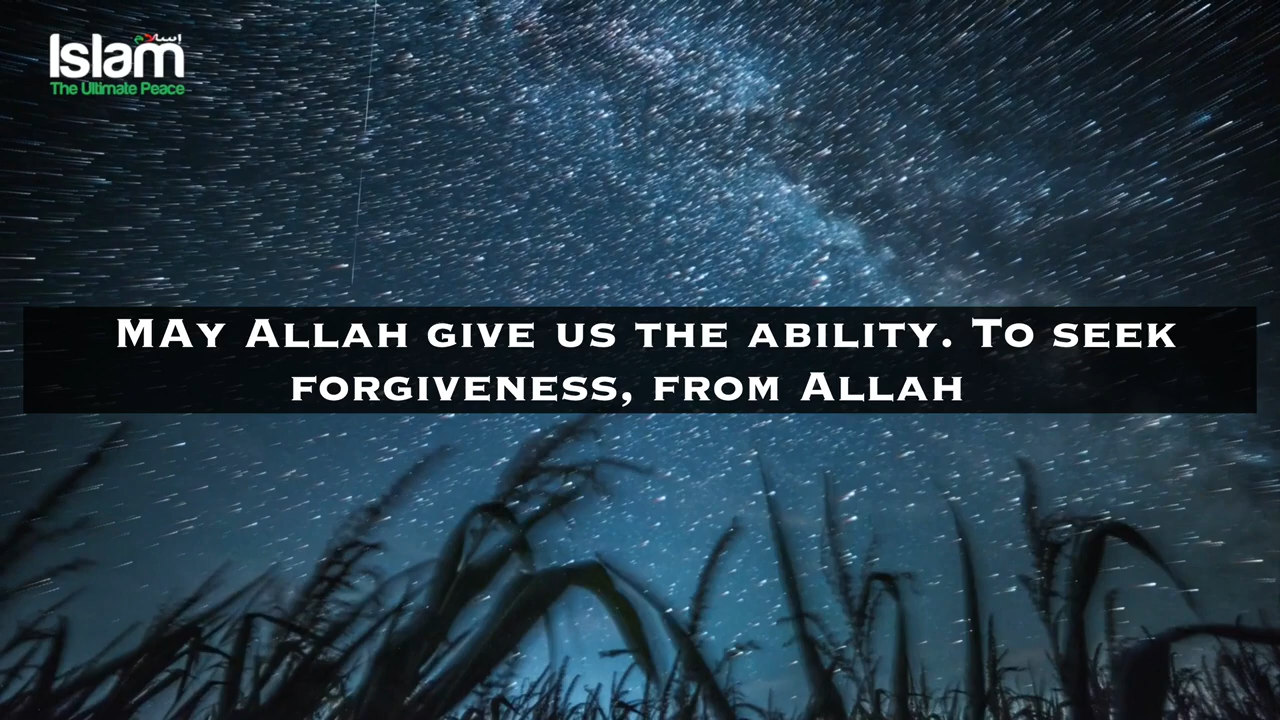 إسلام
Islam
The Ultimate Peace
MAY ALLAH GIVE US THE ABILITY. TO SEEK
FORGIVENESS, FROM ALLAH